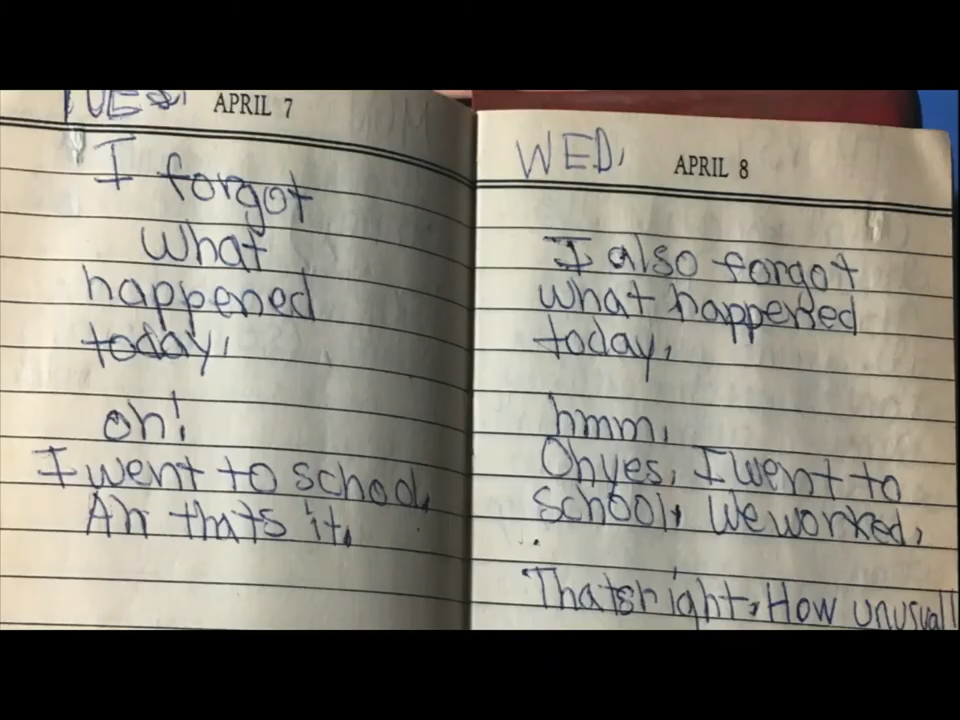 TUES. APRIL 7
I forgot
what
happened
today.
oh!
I went to school.
Ah thats it.
WED. APRIL 8
I also forgot
what happened
today.
hmm.
Oh yes, I went to
school. We worked.
Thats right. How unusual!